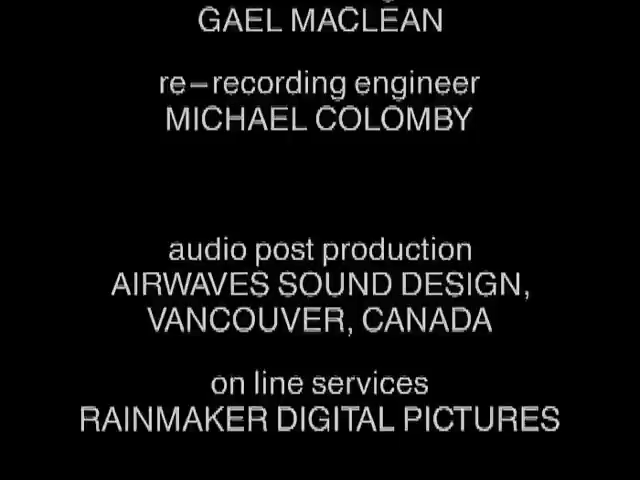 GAEL MACLEAN
re-recording engineer
MICHAEL COLOMBY
audio post production
AIRWAVES SOUND DESIGN,
VANCOUVER, CANADA
on line services
RAINMAKER DIGITAL PICTURES